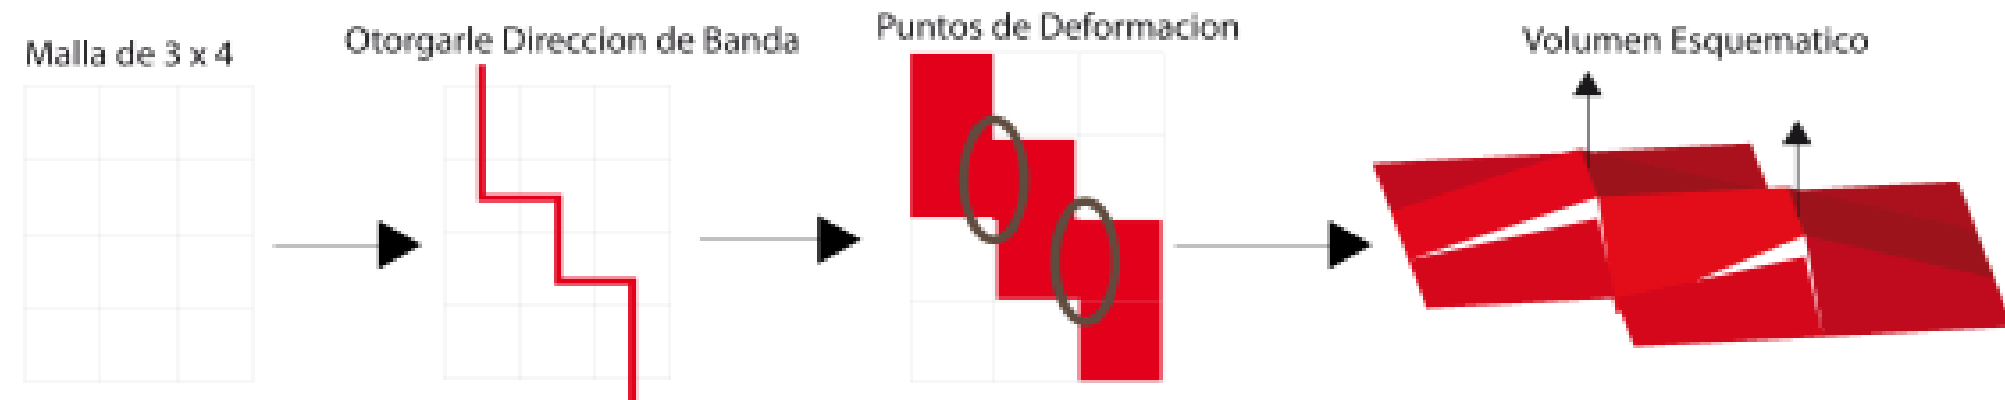 Malla de 3 x 4
Otorgarle Direccion de Banda
Puntos de Deformacion
Volumen Esquematico